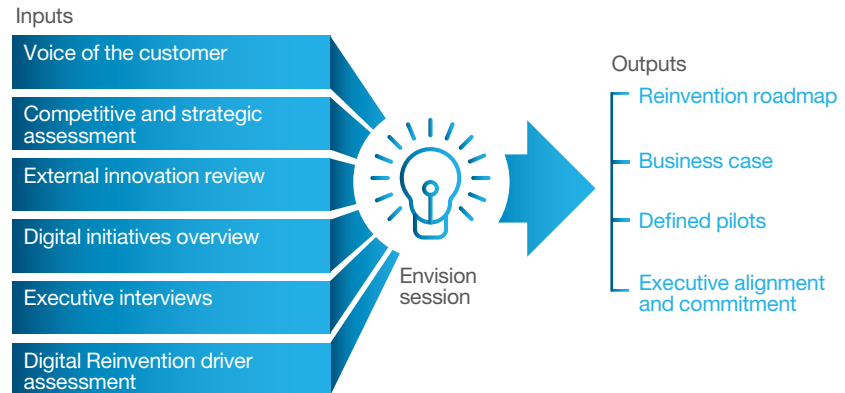 Inputs
Voice of the customer
Competitive and strategic
assessment
External innovation review
Digital initiatives overview
Executive interviews
Digital Reinvention driver
assessment
Envision
session
Outputs
Reinvention roadmap
Business case
Defined pilots
Executive alignment
and commitment